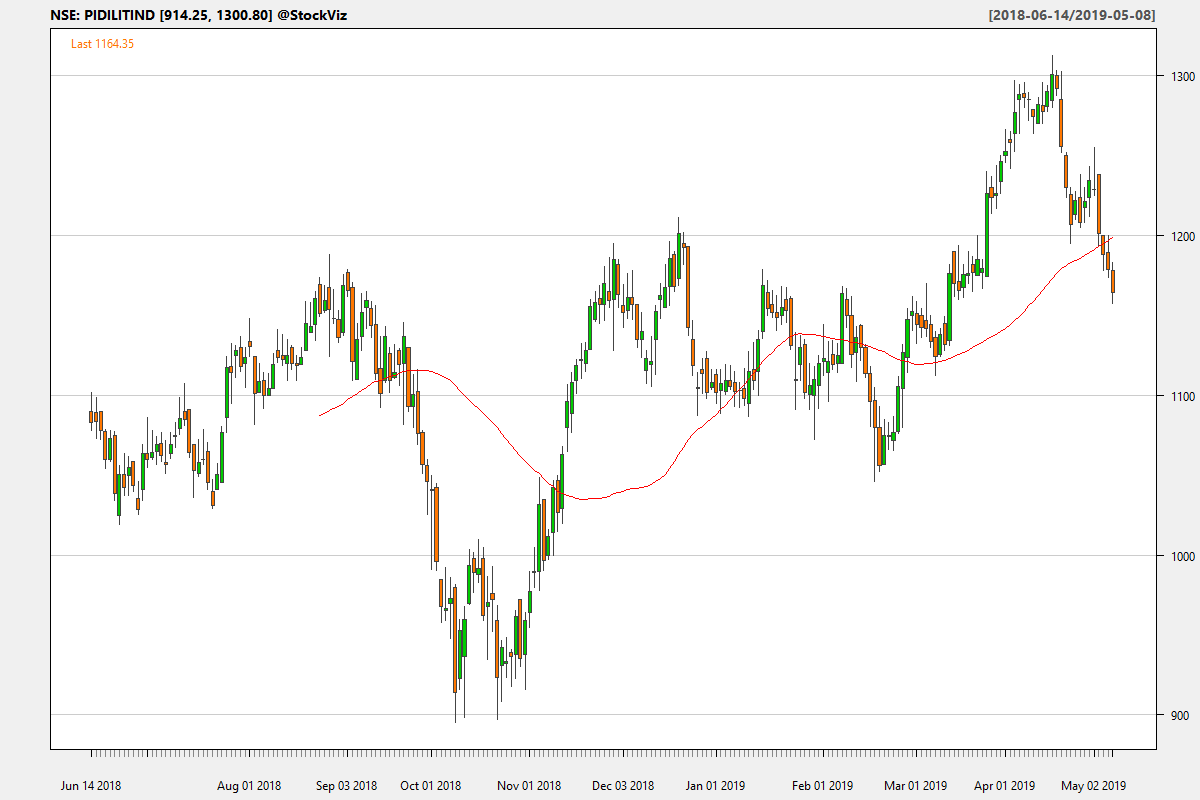 NSE: PIDILITIND [914.25, 1300.80] @StockViz [2018-06-14/2019-05-08]
Last 1164.35
1300
1200
1100
1000
900
Jun 14 2018 Aug 01 2018 Sep 03 2018 Oct 01 2018 Nov 01 2018 Dec 03 2018 Jan 01 2019 Feb 01 2019 Mar 01 2019 Apr 01 2019 May 02 2019